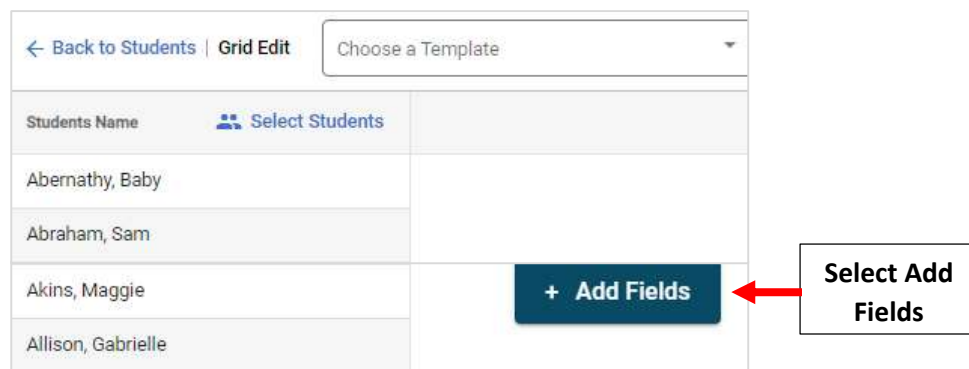 ← Back to Students | Grid Edit Choose a Template
Students Name Select Students
Abernathy, Baby
Abraham, Sam
Akins, Maggie
+ Add Fields
Allison, Gabrielle
Select Add
Fields